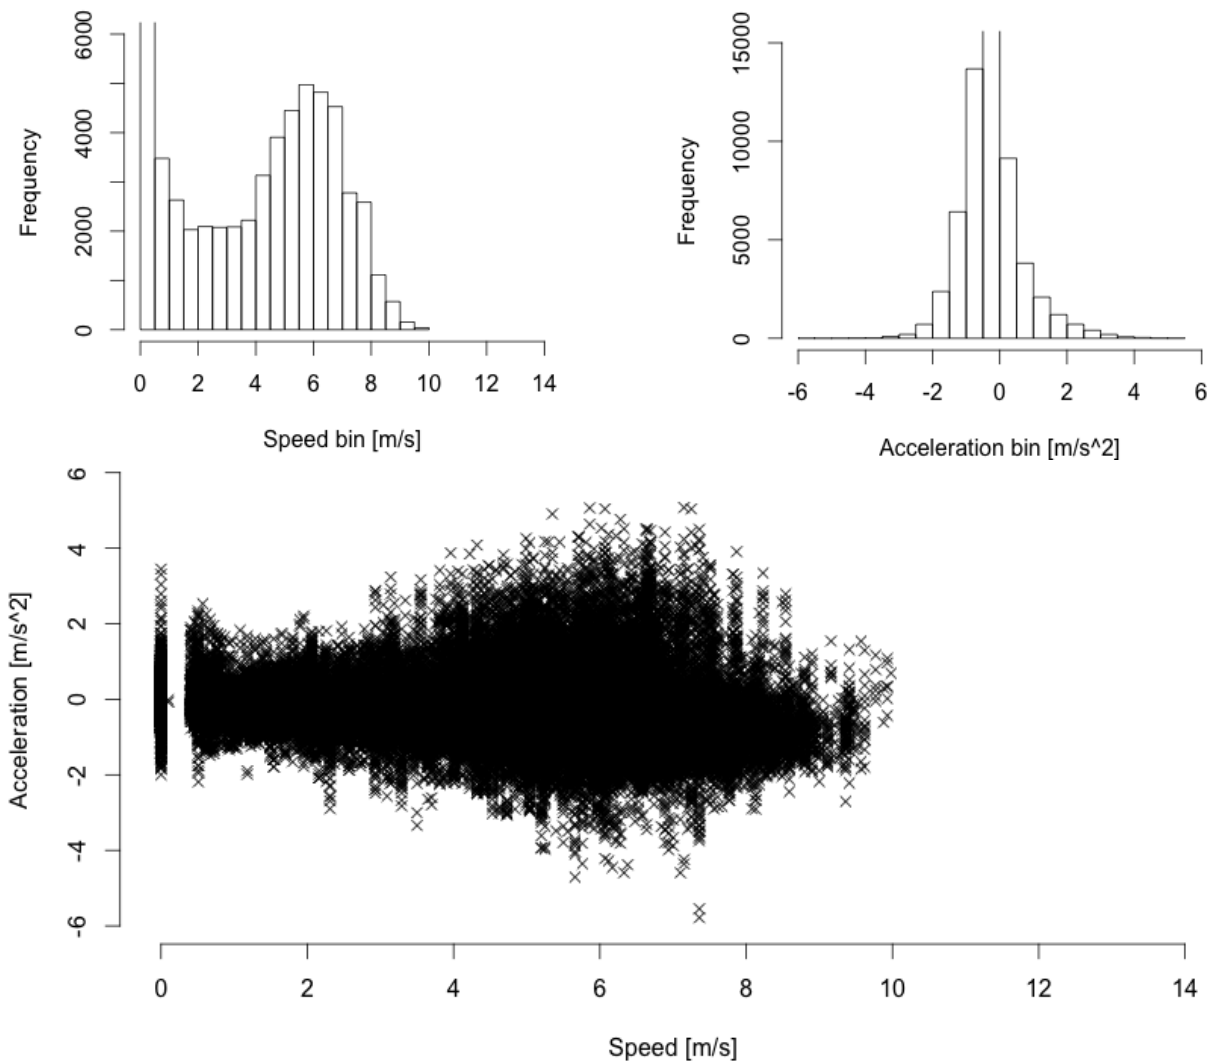 6000
4000
2000
0
Frequency
0 2 4 6 8 10 12 14
Speed bin [m/s]
15000
10000
5000
0
Frequency
-6 -4 -2 0 2 4 6
Acceleration bin [m/s^2]
6
4
2
0
-2
-4
-6
Acceleration [m/s^2]
0 2 4 6 8 10 12 14
Speed [m/s]